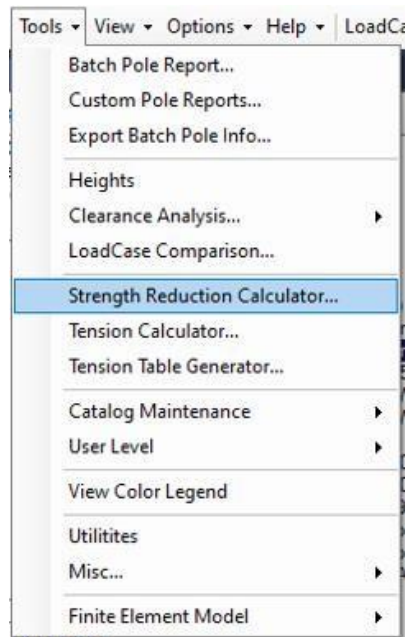 Tools View Options Help LoadCa
Batch Pole Report...
Custom Pole Reports...
Export Batch Pole Info...
Heights
Clearance Analysis...
LoadCase Comparison...
Strength Reduction Calculator...
Tension Calculator...
Tension Table Generator...
Catalog Maintenance
User Level
View Color Legend
Utilitites
Misc...
Finite Element Model